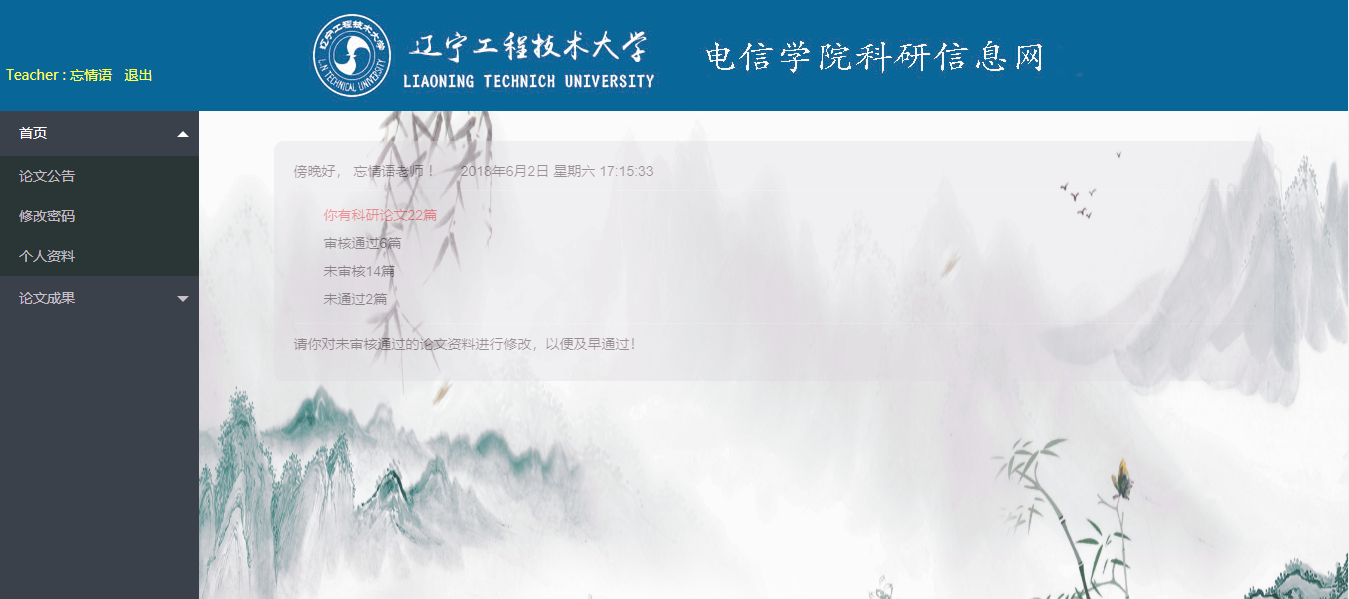 辽宁工程技术大学
LIAONING TECHNICH UNIVERSITY
电信学院科研信息网
Teacher : 忘情语 退出
首页
论文公告
修改密码
个人资料
论文成果
傍晚好， 忘情语老师！ 2018年6月2日 星期六 17:15:33
你有科研论文22篇
审核通过6篇
未审核14篇
未通过2篇
请你对未审核通过的论文资料进行修改，以便及早通过！